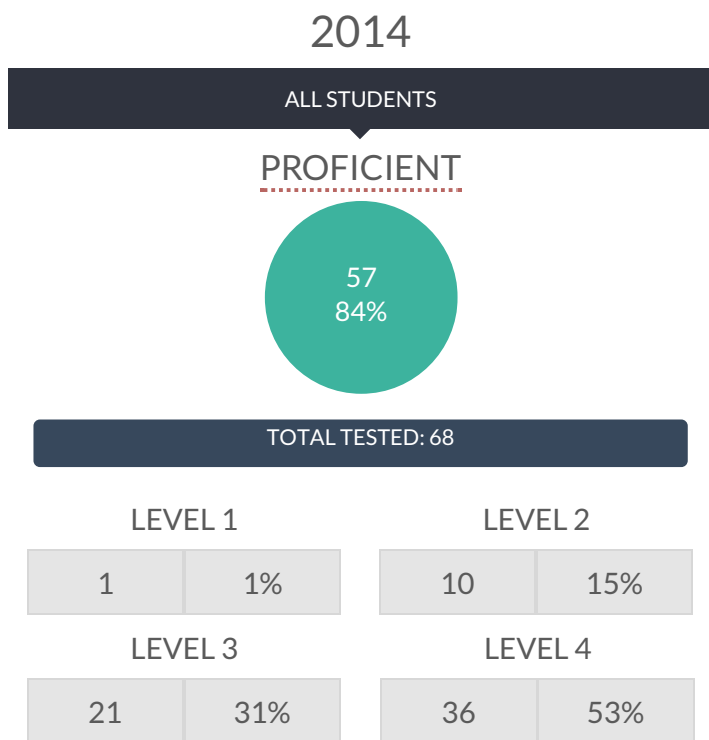 2014
ALL STUDENTS
PROFICIENT
57
84%
TOTAL TESTED: 68
LEVEL 1 LEVEL 2
1 1% 10 15%
LEVEL 3 LEVEL 4
21 31% 36 53%